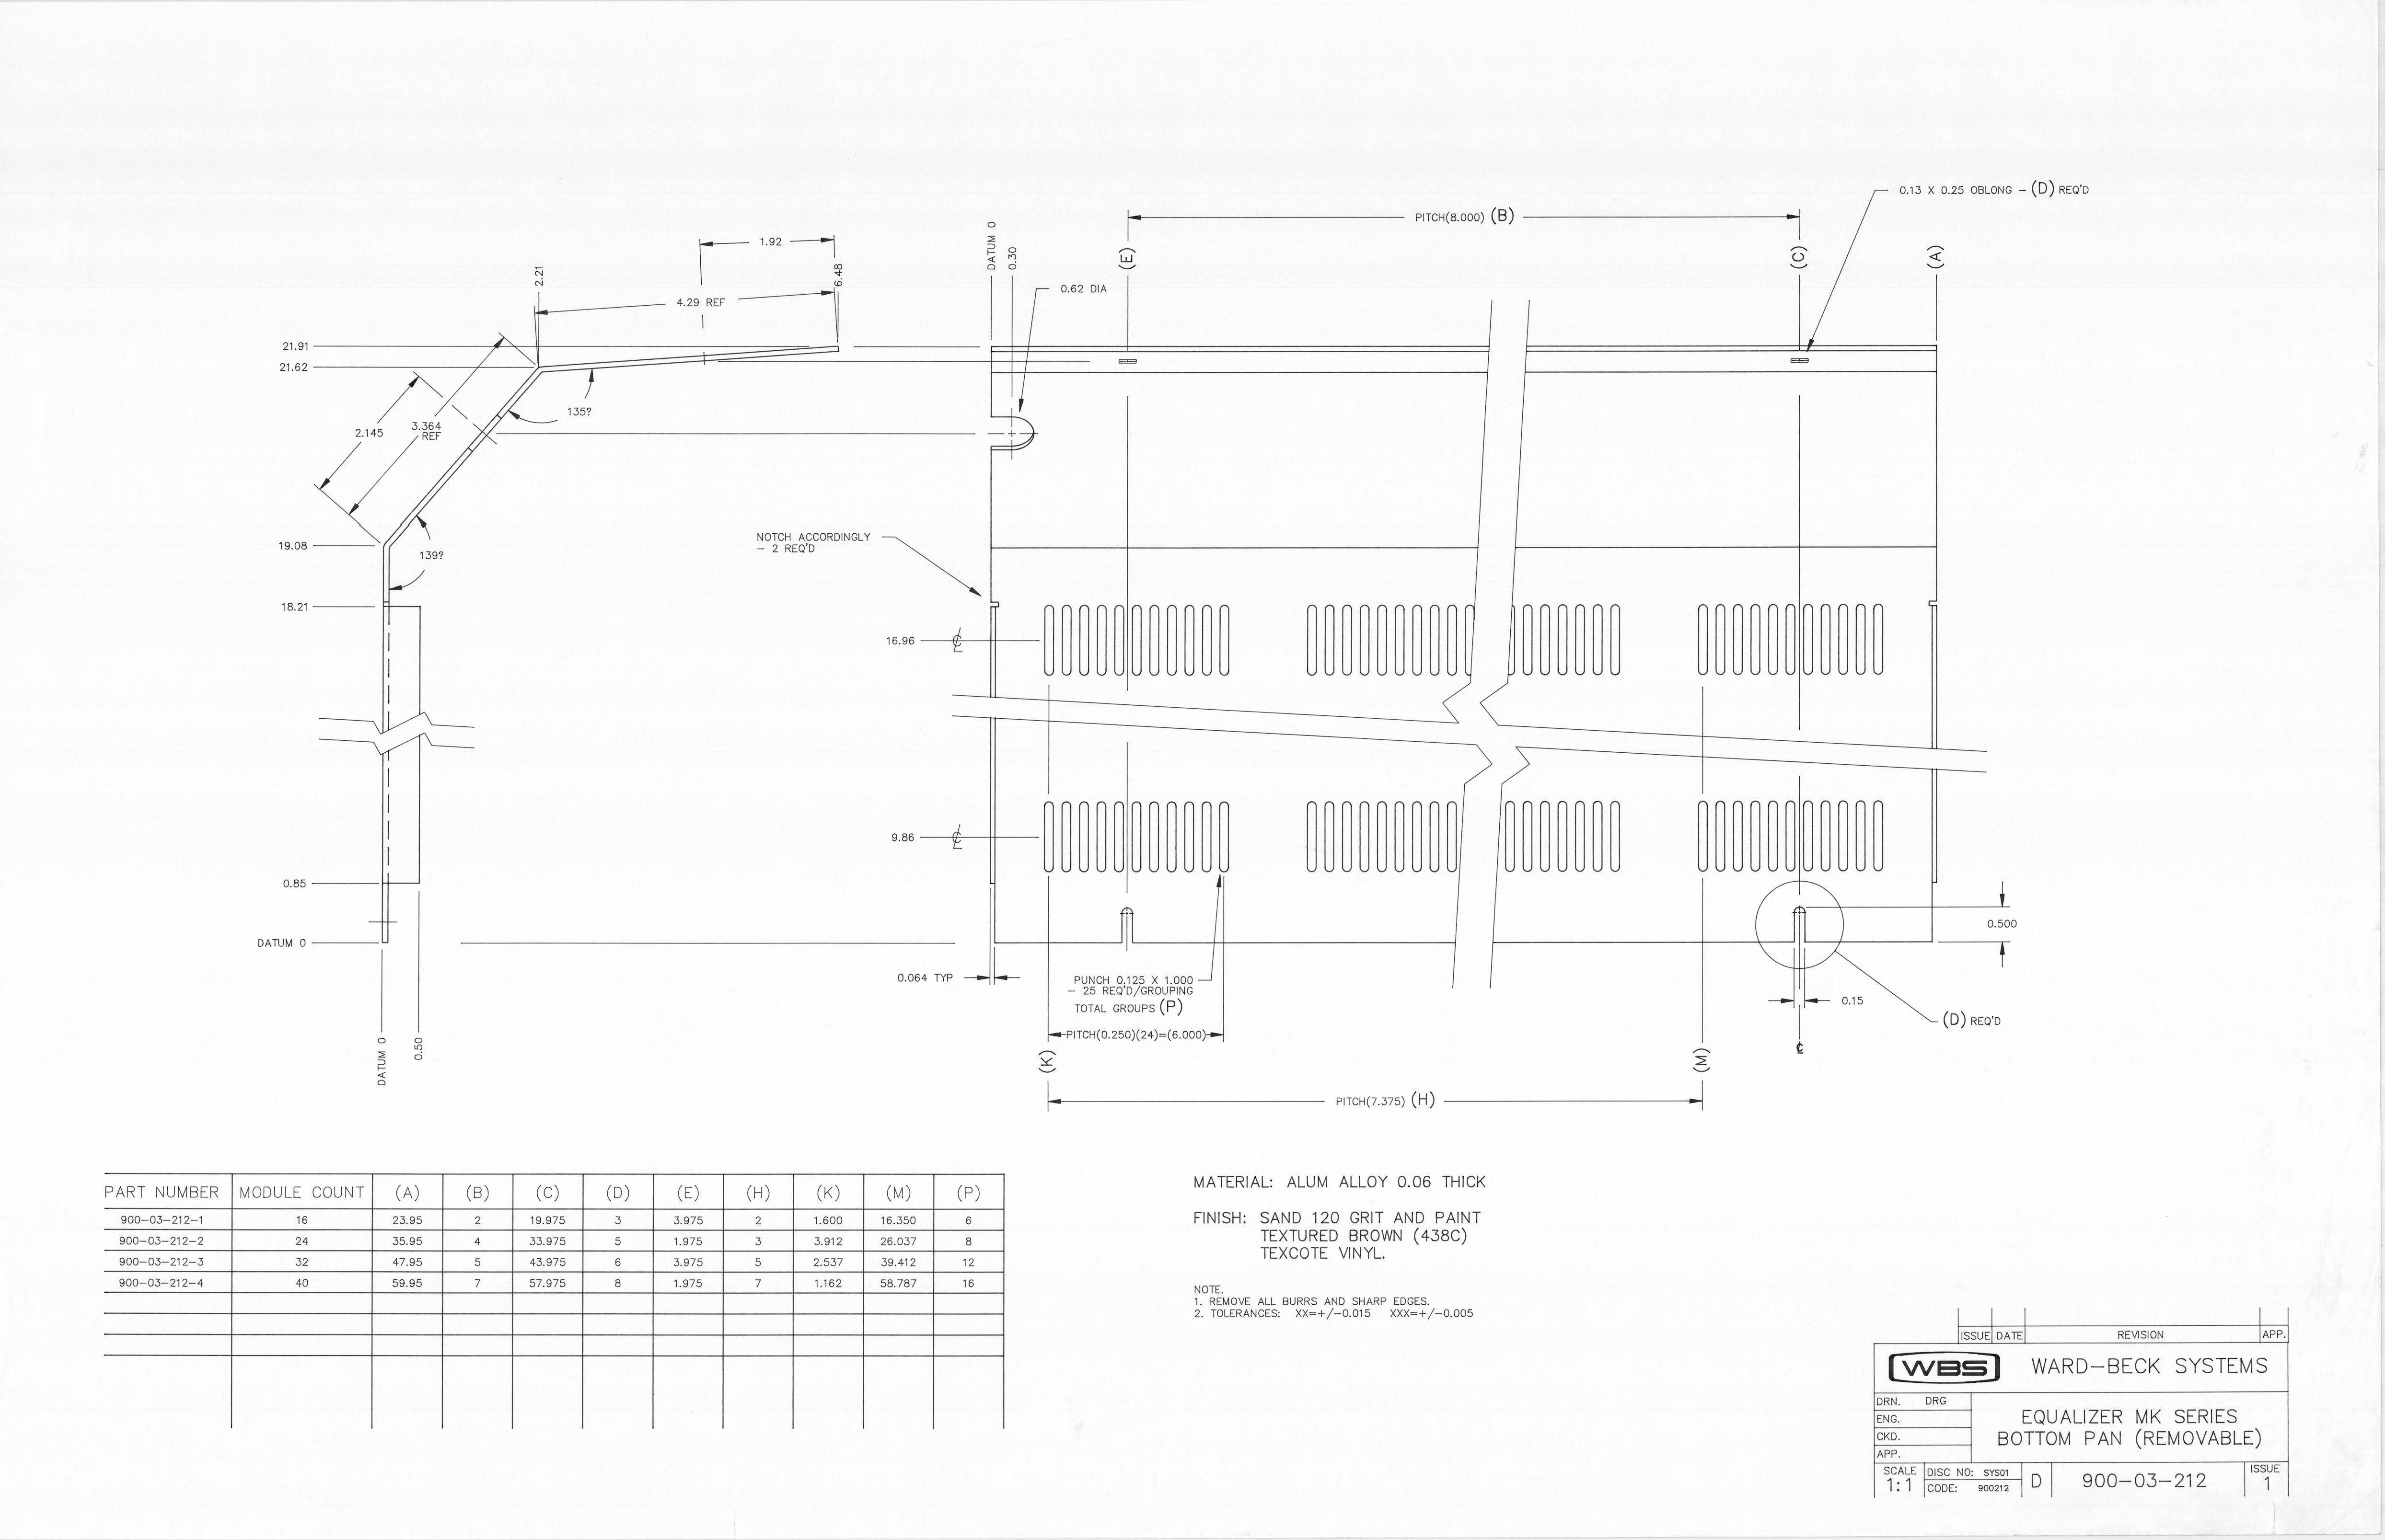 0.13 X 0.25 OBLONG - (D) REQ'D
PITCH(8.000) (B)
1.92
DATUM 0
0.30
(E)
(C)
(A)
2.21
6.48
4.29 REF
0.62 DIA
21.91
21.62
135?
3.364
REF
2.145
19.08
139?
NOTCH ACCORDINGLY
- 2 REQ'D
18.21
16.96
9.86
0.85
DATUM 0
0.500
0.064 TYP
PUNCH 0.125 X 1.000
- 25 REQ'D/GROUPING
TOTAL GROUPS (P)
0.15
(D) REQ'D
PITCH(0.250)(24)=(6.000)
DATUM 0
0.50
(K)
(M)
PITCH(7.375) (H)
PART NUMBER MODULE COUNT (A) (B) (C) (D) (E) (H) (K) (M) (P)
900-03-212-1 16 23.95 2 19.975 3 3.975 2 1.600 16.350 6
900-03-212-2 24 35.95 4 33.975 5 1.975 3 3.912 26.037 8
900-03-212-3 32 47.95 5 43.975 6 3.975 5 2.537 39.412 12
900-03-212-4 40 59.95 7 57.975 8 1.975 7 1.162 58.787 16
MATERIAL: ALUM ALLOY 0.06 THICK
FINISH: SAND 120 GRIT AND PAINT
TEXTURED BROWN (438C)
TEXCOTE VINYL.
NOTE.
1. REMOVE ALL BURRS AND SHARP EDGES.
2. TOLERANCES: XX=+/-0.015 XXX=+/-0.005
ISSUE DATE REVISION APP.
WBS WARD-BECK SYSTEMS
DRN. DRG
ENG.
CKD.
APP.
EQUALIZER MK SERIES
BOTTOM PAN (REMOVABLE)
SCALE
1:1
DISC NO: SYS01
CODE: 900212
D
900-03-212
ISSUE
1